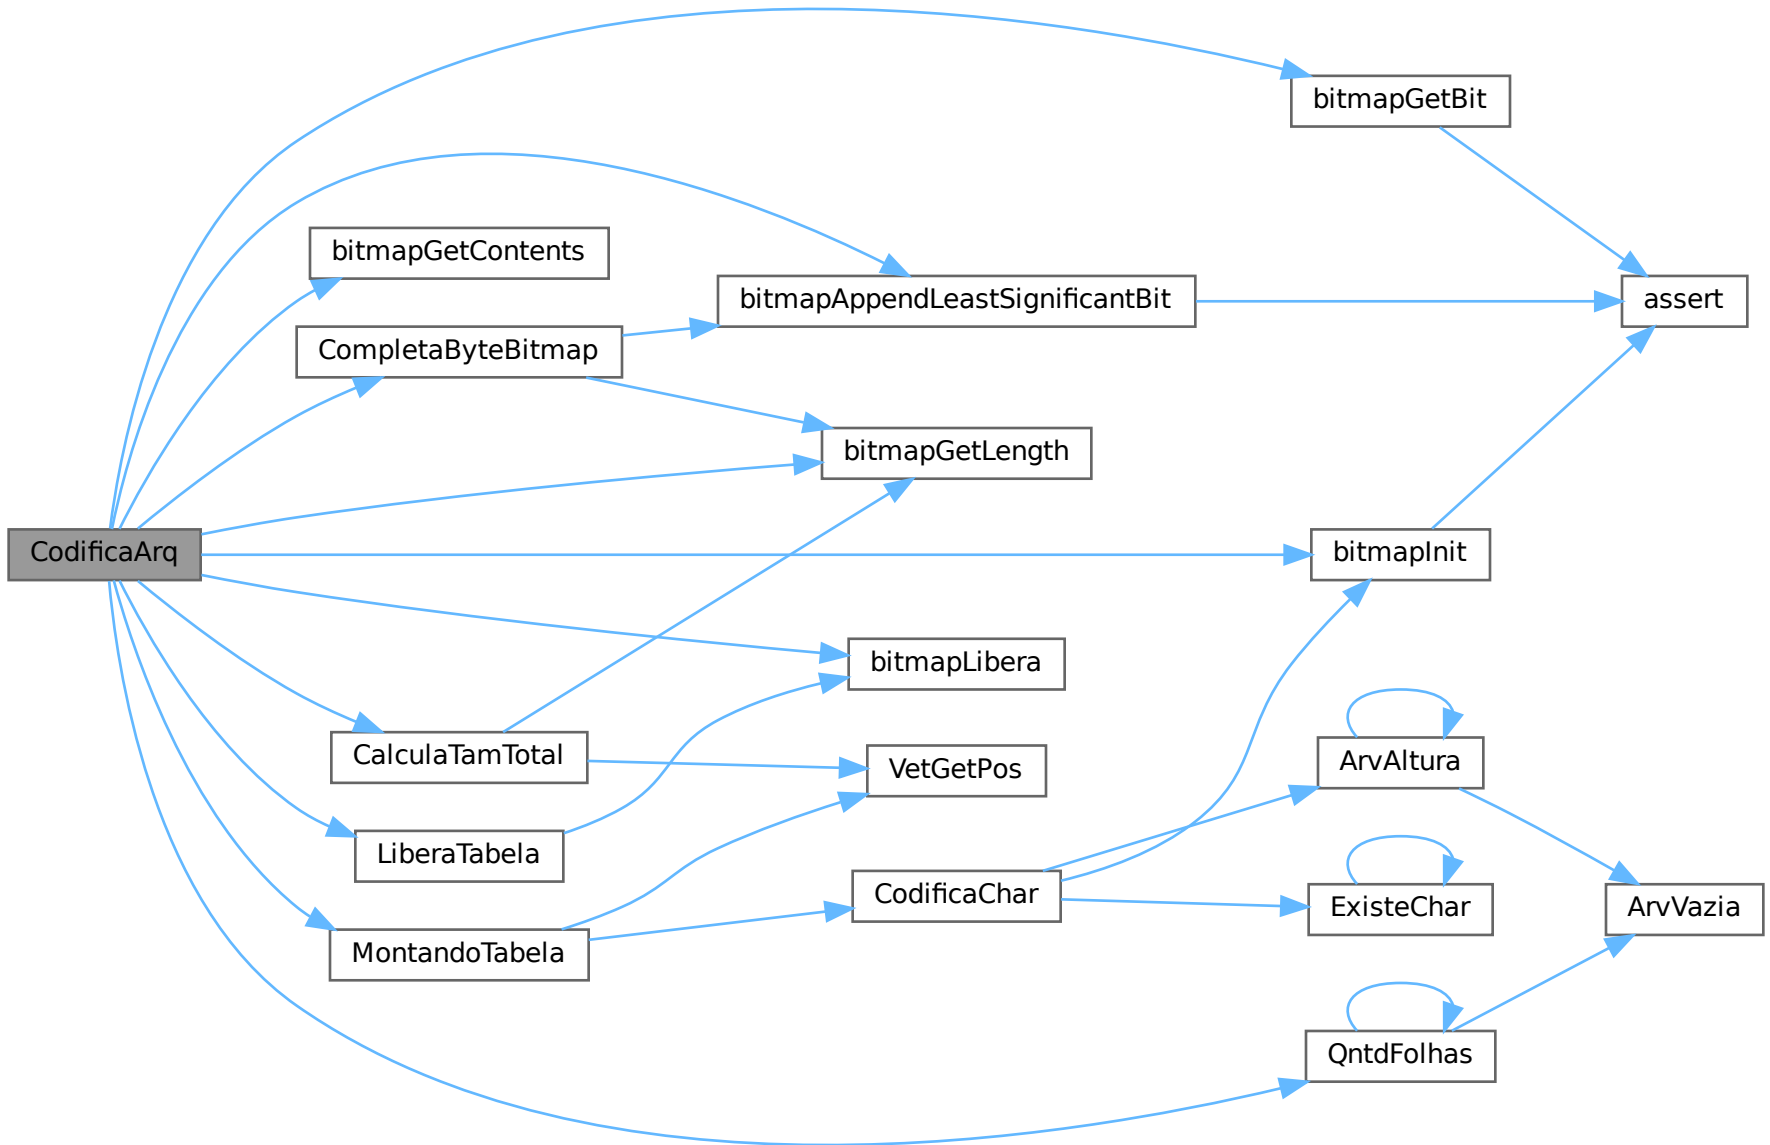 bitmapGetBit
bitmapGetContents
bitmapAppendLeastSignificantBit
assert
CompletaByteBitmap
bitmapGetLength
CodificaArq
bitmapInit
bitmapLibera
CalculaTamTotal
VetGetPos
ArvAltura
LiberaTabela
CodificaChar
ExisteChar
ArvVazia
MontandoTabela
QntdFolhas